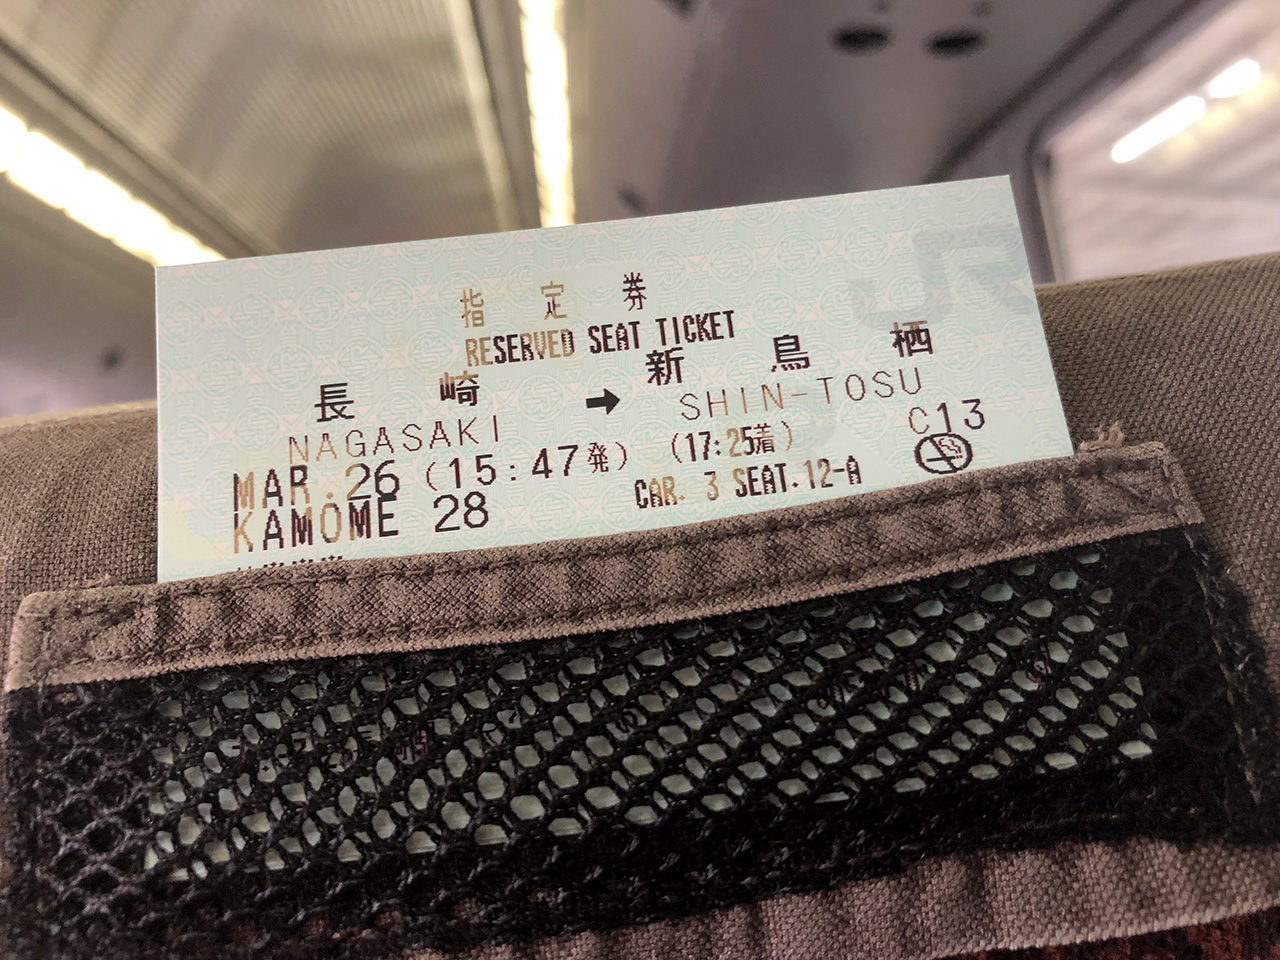 指定券
RESERVED SEAT TICKET
長崎 → 新鳥栖
NAGASAKI SHIN-TOSU
MAR.26 (15:47発) (17:25着) C13
KAMOME 28 CAR. 3 SEAT.12-A
JR